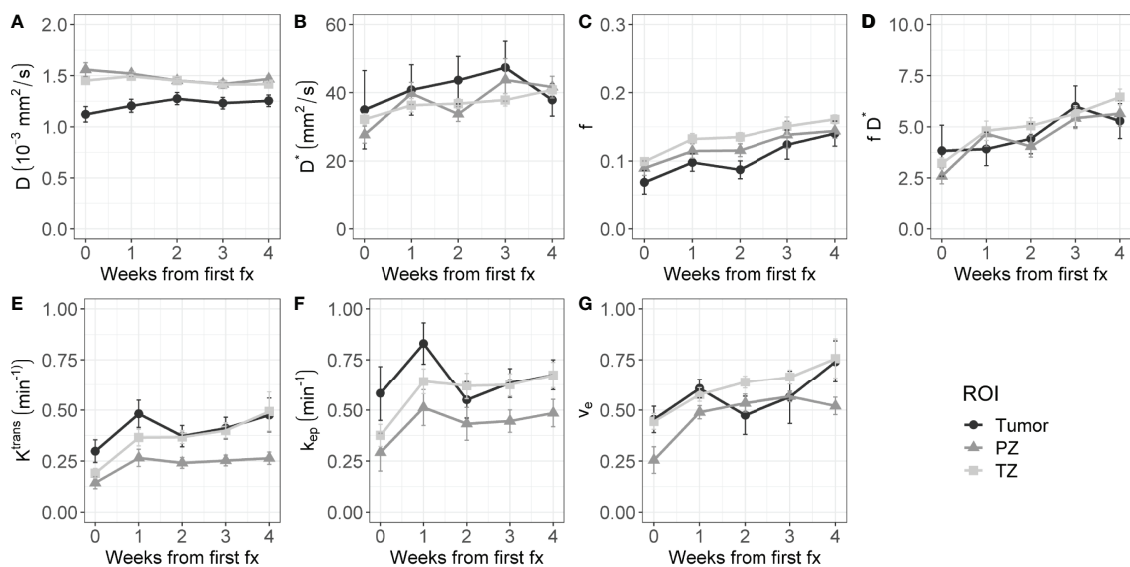 A
2.0
1.5
1.0
0.5
0.0
D (10⁻³ mm²/s)
0 1 2 3 4
Weeks from first fx
B
60
40
20
0
D* (mm²/s)
0 1 2 3 4
Weeks from first fx
C
0.3
0.2
0.1
0.0
f
0 1 2 3 4
Weeks from first fx
D
10.0
7.5
5.0
2.5
0.0
f D*
0 1 2 3 4
Weeks from first fx
E
1.00
0.75
0.50
0.25
0.00
Kᵗʳᵃⁿˢ (min⁻¹⁾)
0 1 2 3 4
Weeks from first fx
F
1.00
0.75
0.50
0.25
0.00
kₑₚ (min⁻¹)
0 1 2 3 4
Weeks from first fx
G
1.00
0.75
0.50
0.25
0.00
vₑ
0 1 2 3 4
Weeks from first fx
ROI
Tumor
PZ
TZ